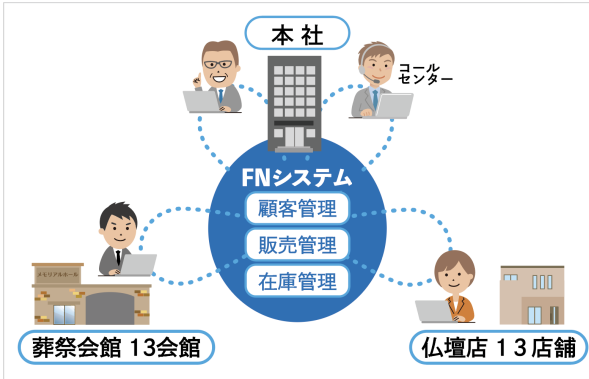 本 社
コール
センター
FNシステム
顧客管理
販売管理
在庫管理
メモリアルホール
葬祭会館 13会館
仏壇店 １３店舗